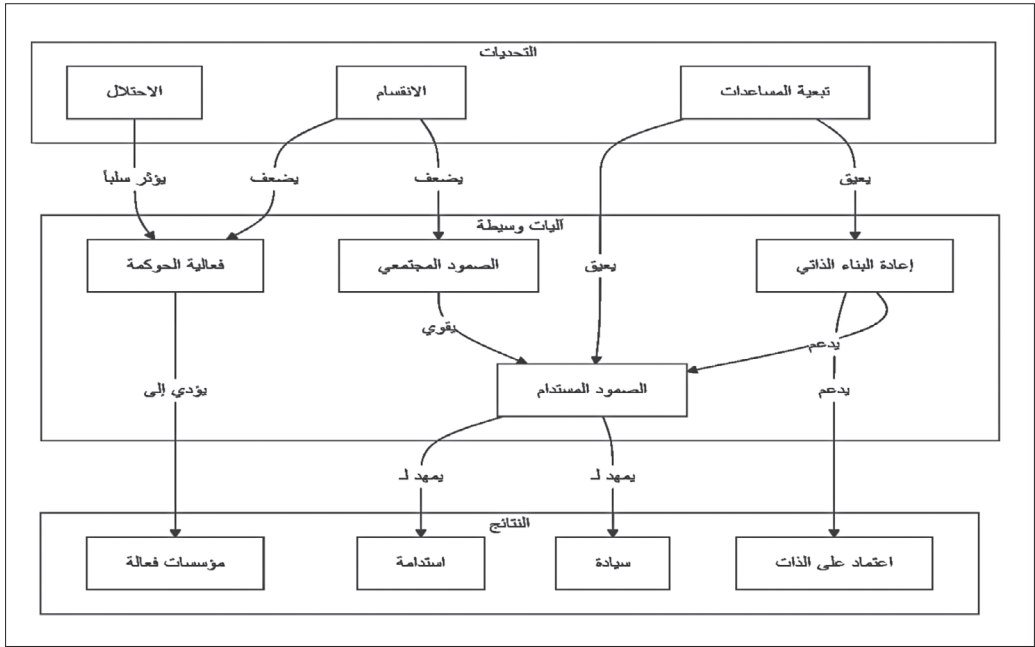 التحديات
تبعية المساعدات
الانقسام
الاحتلال
يعيق
يضعف
يضعف
يؤثر سلباً
آليات وسيطة
إعادة البناء الذاتي
يعيق
الصمود المجتمعي
فعالية الحوكمة
يدعم
يقوي
يدعم
الصمود المستدام
يؤدي إلى
يمهد لـ
يمهد لـ
النتائج
اعتماد على الذات
سيادة
استدامة
مؤسسات فعالة